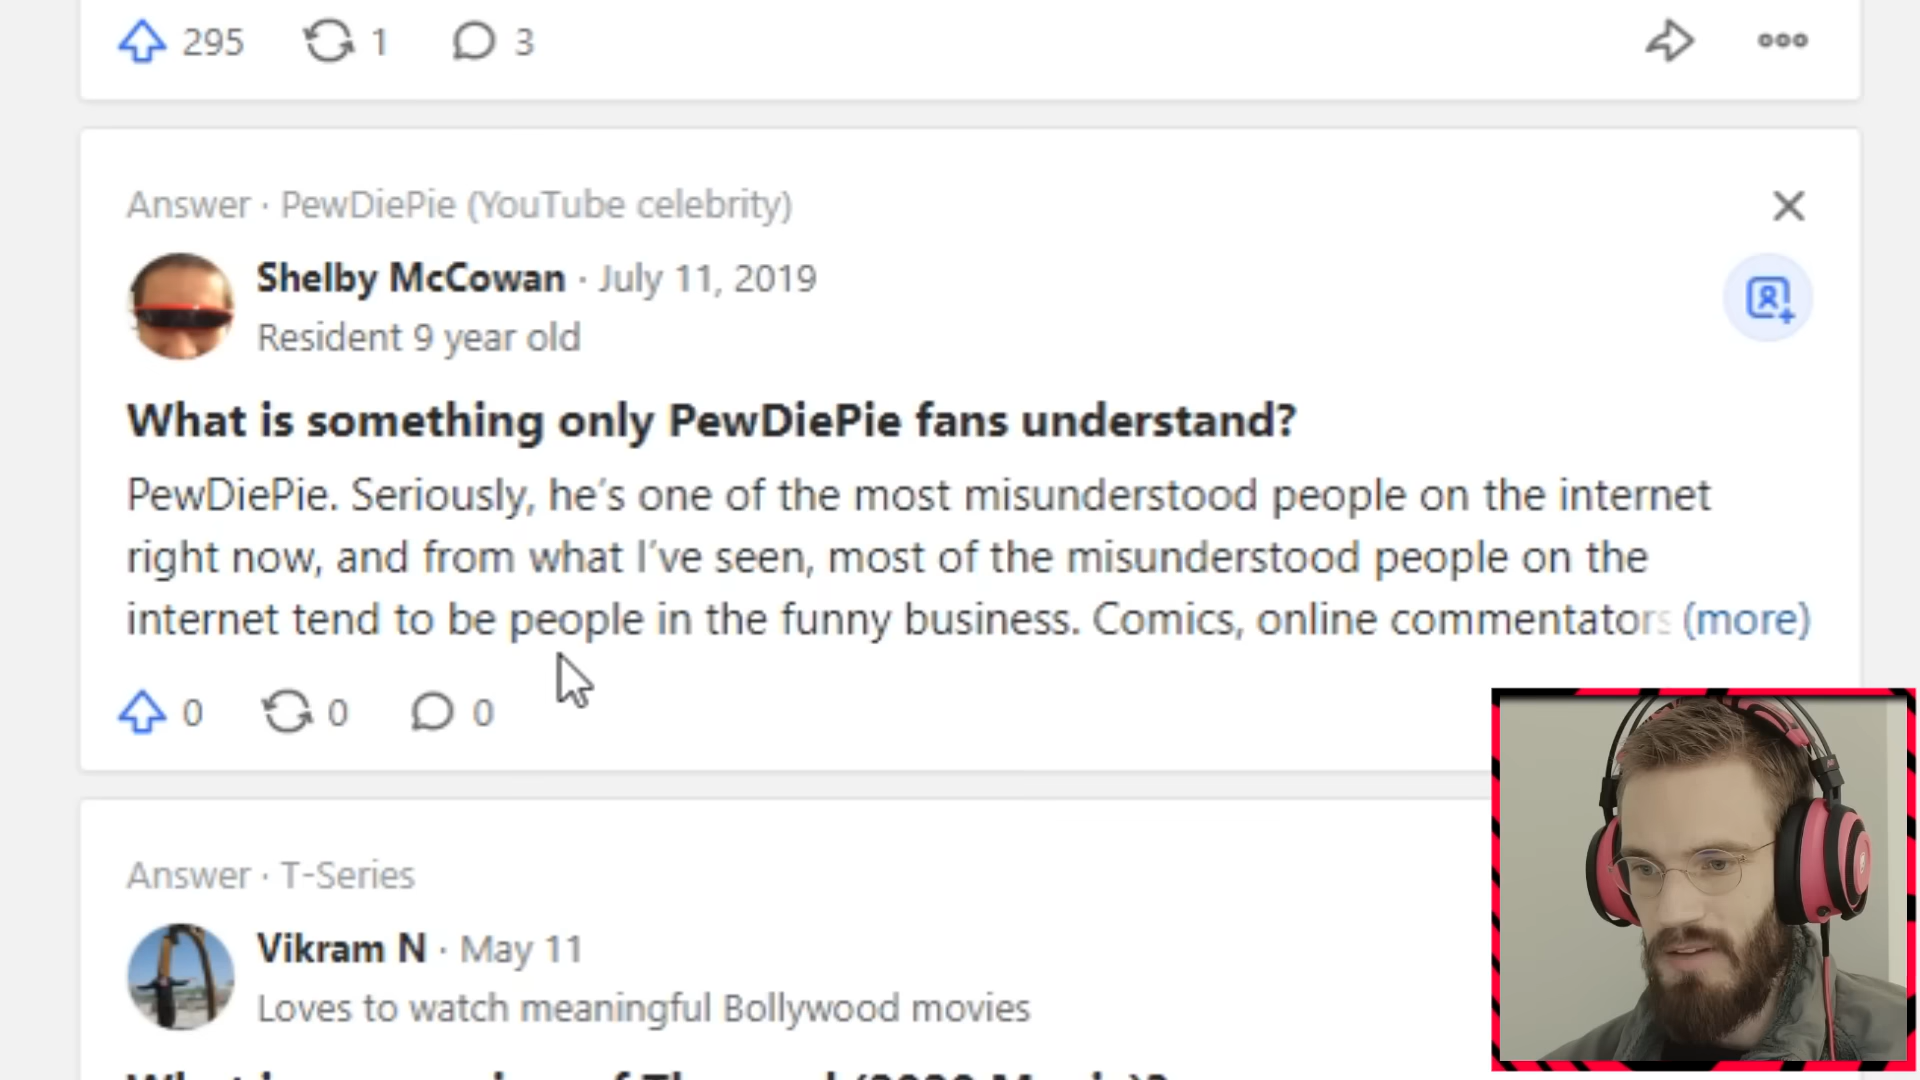 295 1 3
Answer · PewDiePie (YouTube celebrity)
Shelby McCowan · July 11, 2019
Resident 9 year old
What is something only PewDiePie fans understand?
PewDiePie. Seriously, he's one of the most misunderstood people on the internet
right now, and from what I've seen, most of the misunderstood people on the
internet tend to be people in the funny business. Comics, online commentators (more)
0 0 0
Answer · T-Series
Vikram N · May 11
Loves to watch meaningful Bollywood movies